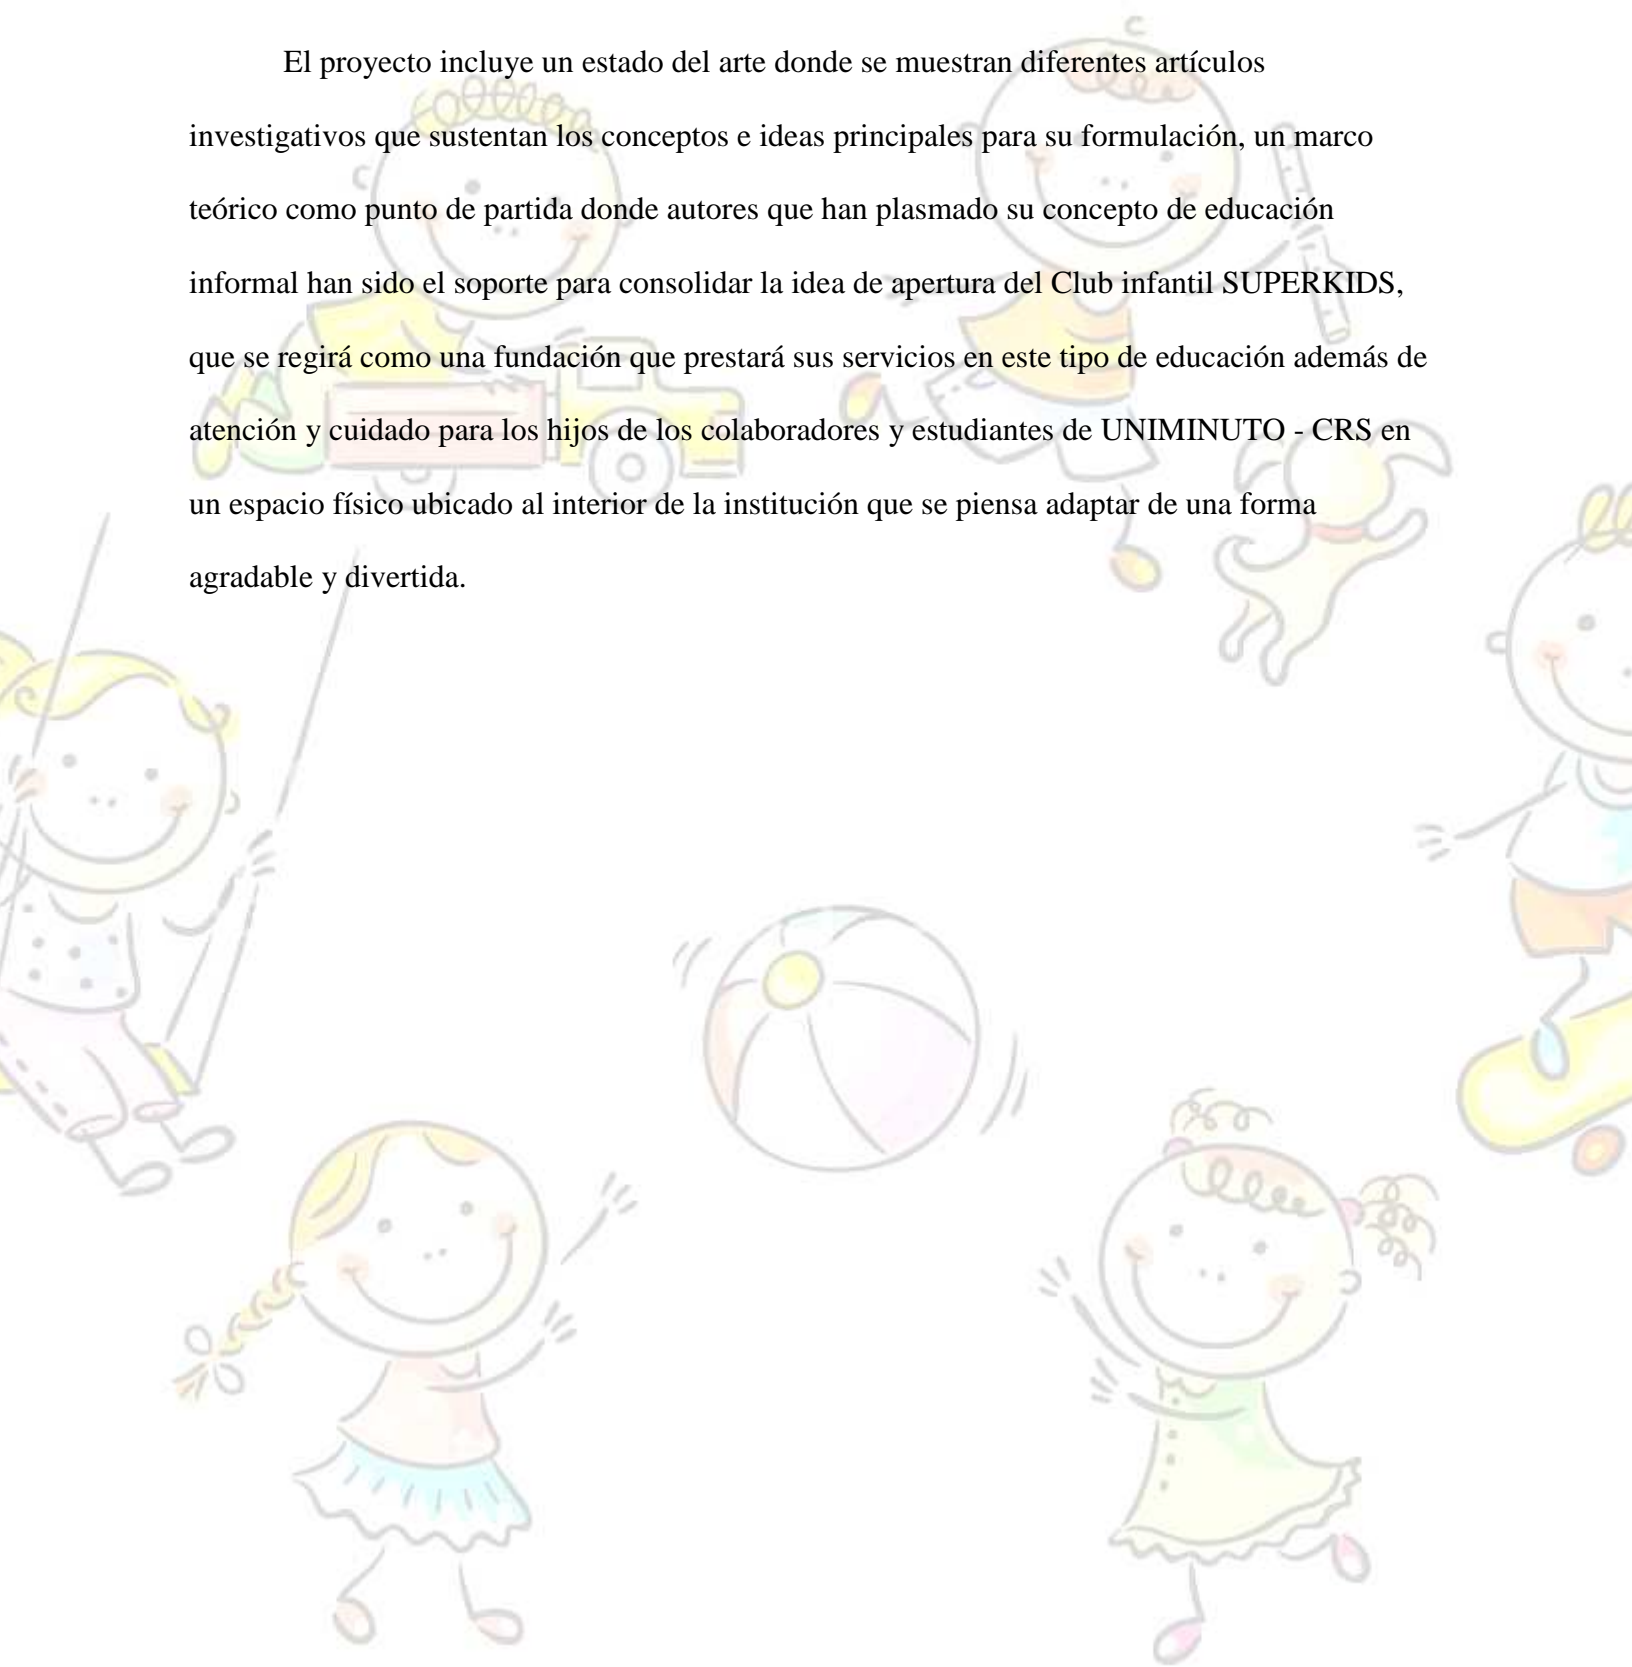 El proyecto incluye un estado del arte donde se muestran diferentes artículos
investigativos que sustentan los conceptos e ideas principales para su formulación, un marco
teórico como punto de partida donde autores que han plasmado su concepto de educación
informal han sido el soporte para consolidar la idea de apertura del Club infantil SUPERKIDS,
que se regirá como una fundación que prestará sus servicios en este tipo de educación además de
atención y cuidado para los hijos de los colaboradores y estudiantes de UNIMINUTO - CRS en
un espacio físico ubicado al interior de la institución que se piensa adaptar de una forma
agradable y divertida.